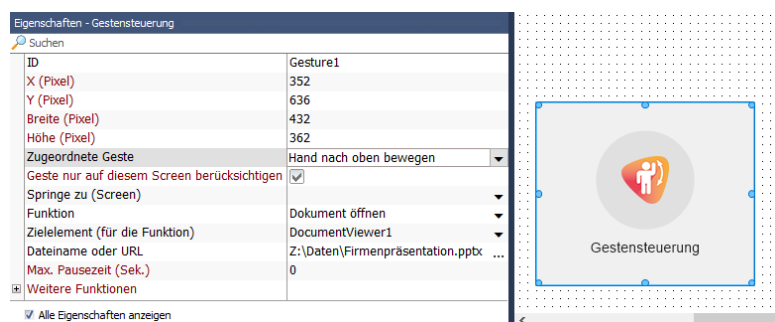 Eigenschaften - Gestensteuerung
Suchen
ID Gesture1
X (Pixel) 352
Y (Pixel) 636
Breite (Pixel) 432
Höhe (Pixel) 362
Zugeordnete Geste Hand nach oben bewegen
Geste nur auf diesem Screen berücksichtigen
Springe zu (Screen)
Funktion Dokument öffnen
Zielelement (für die Funktion) DocumentViewer1
Dateiname oder URL Z:\Daten\Firmenpräsentation.pptx ...
Max. Pausezeit (Sek.) 0
Weitere Funktionen
Alle Eigenschaften anzeigen
Gestensteuerung